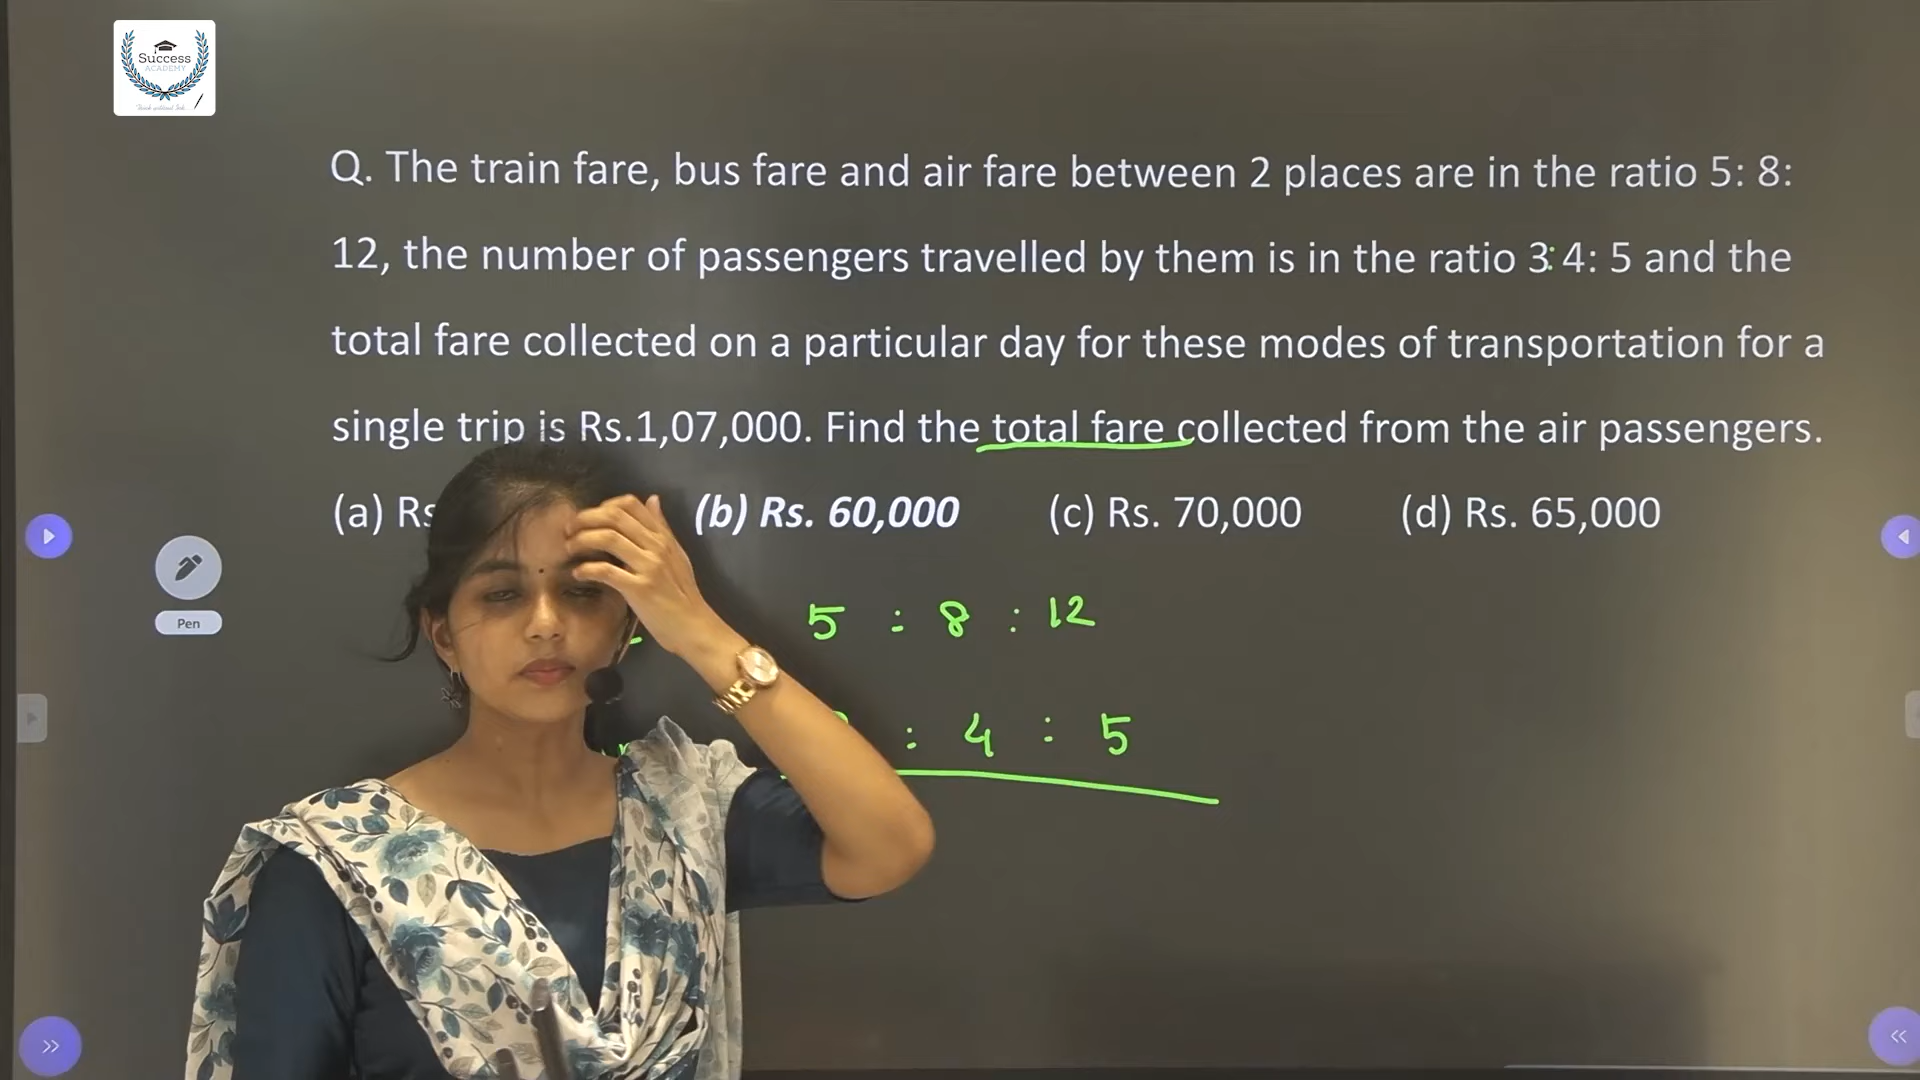 Success
ACADEMY
Q. The train fare, bus fare and air fare between 2 places are in the ratio 5: 8:
12, the number of passengers travelled by them is in the ratio 3: 4: 5 and the
total fare collected on a particular day for these modes of transportation for a
single trip is Rs.1,07,000. Find the total fare collected from the air passengers.
(a) Rs (b) Rs. 60,000 (c) Rs. 70,000 (d) Rs. 65,000
5 : 8 : 12
Pen
: 4 : 5